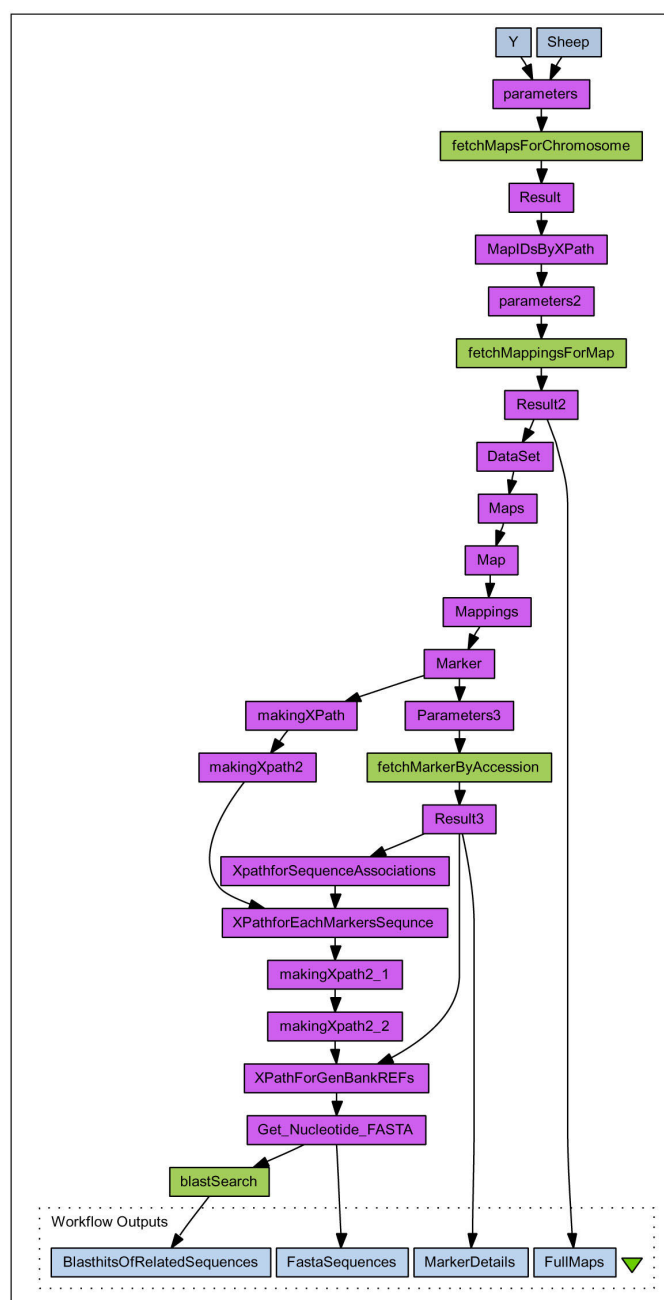 Y
Sheep
parameters
fetchMapsForChromosome
Result
MapIDsByXPath
parameters2
fetchMappingsForMap
Result2
DataSet
Maps
Map
Mappings
Marker
makingXPath
Parameters3
makingXpath2
fetchMarkerByAccession
Result3
XpathforSequenceAssociations
XPathforEachMarkersSequnce
makingXpath2_1
makingXpath2_2
XPathForGenBankREFs
Get_Nucleotide_FASTA
blastSearch
Workflow Outputs
BlasthitsOfRelatedSequences
FastaSequences
MarkerDetails
FullMaps